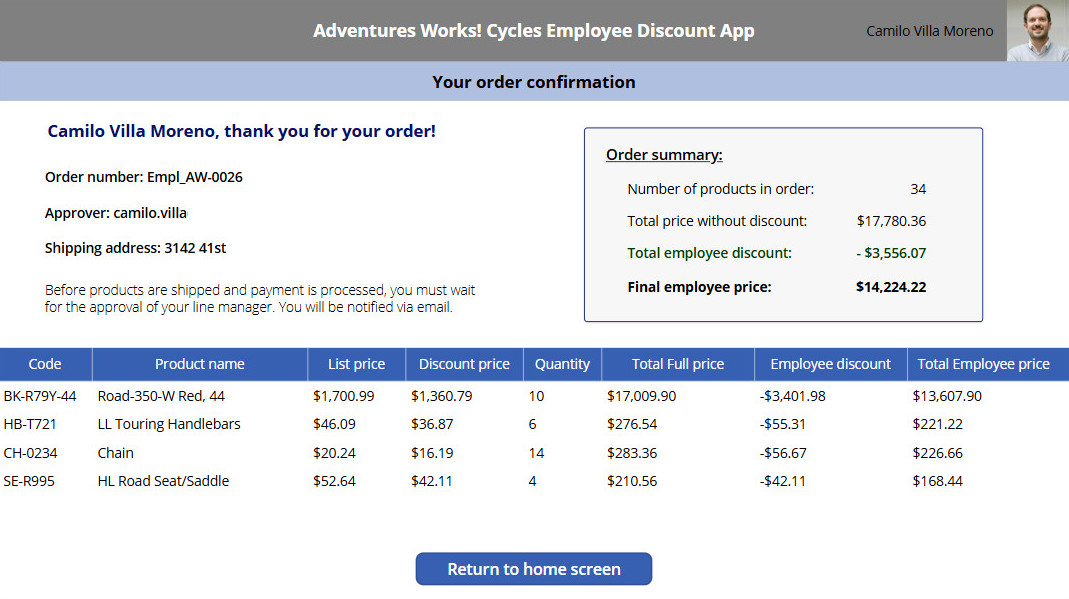 Adventures Works! Cycles Employee Discount App
Camilo Villa Moreno
Your order confirmation
Camilo Villa Moreno, thank you for your order!
Order number: Empl_AW-0026
Approver: camilo.villa
Shipping address: 3142 41st
Before products are shipped and payment is processed, you must wait
for the approval of your line manager. You will be notified via email.
Order summary:
Number of products in order: 34
Total price without discount: $17,780.36
Total employee discount: - $3,556.07
Final employee price: $14,224.22
Code Product name List price Discount price Quantity Total Full price Employee discount Total Employee price
BK-R79Y-44 Road-350-W Red, 44 $1,700.99 $1,360.79 10 $17,009.90 -$3,401.98 $13,607.90
HB-T721 LL Touring Handlebars $46.09 $36.87 6 $276.54 -$55.31 $221.22
CH-0234 Chain $20.24 $16.19 14 $283.36 -$56.67 $226.66
SE-R995 HL Road Seat/Saddle $52.64 $42.11 4 $210.56 -$42.11 $168.44
Return to home screen